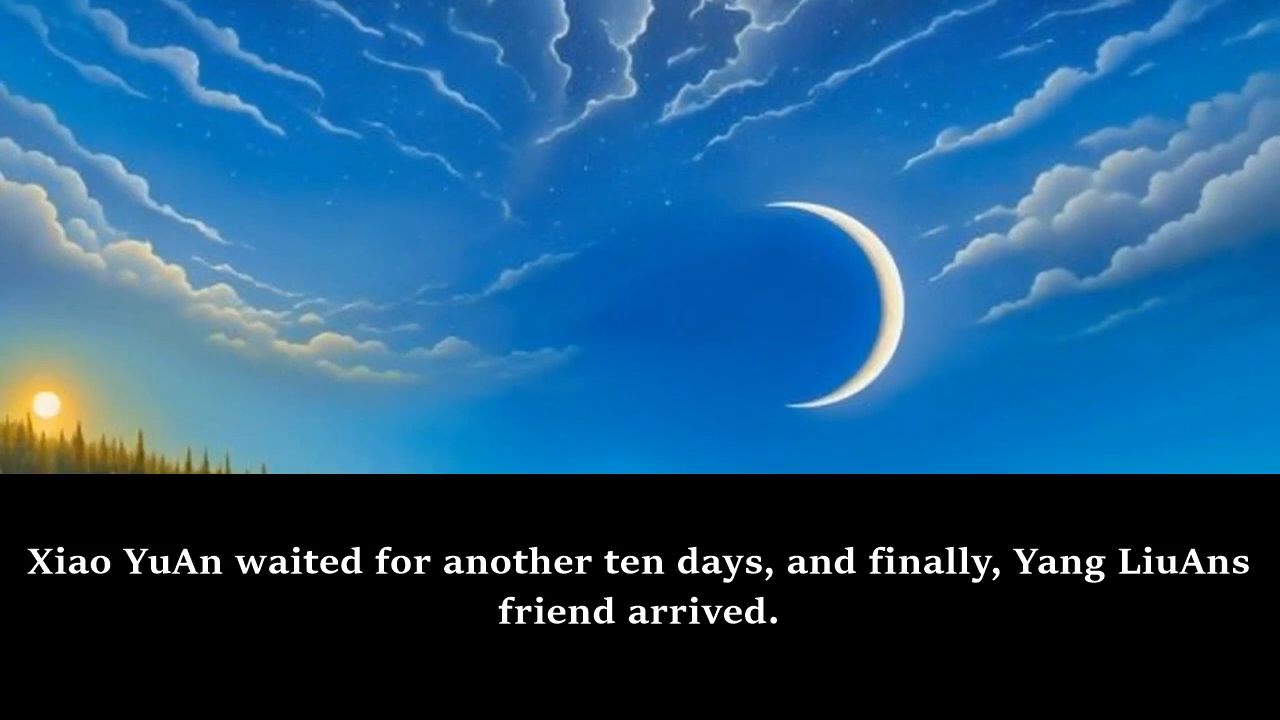 Xiao YuAn waited for another ten days, and finally, Yang LiuAns
friend arrived.